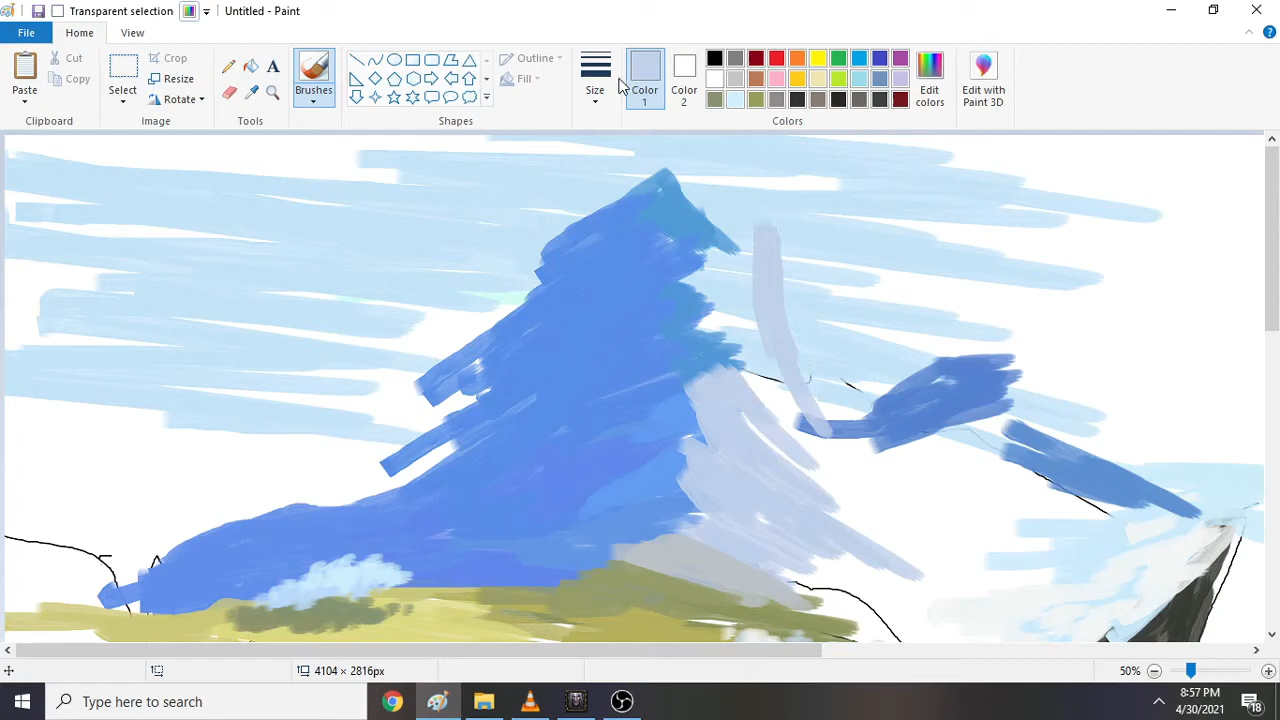 Transparent selection
Untitled - Paint
File
Home
View
Paste
Cut
Copy
Clipboard
Select
Crop
Resize
Rotate
Image
Tools
Brushes
Outline
Fill
Shapes
Size
Color
1
Color
2
Edit
colors
Colors
Edit with
Paint 3D
4104 × 2816px
50%
Type here to search
8:57 PM
4/30/2021
18